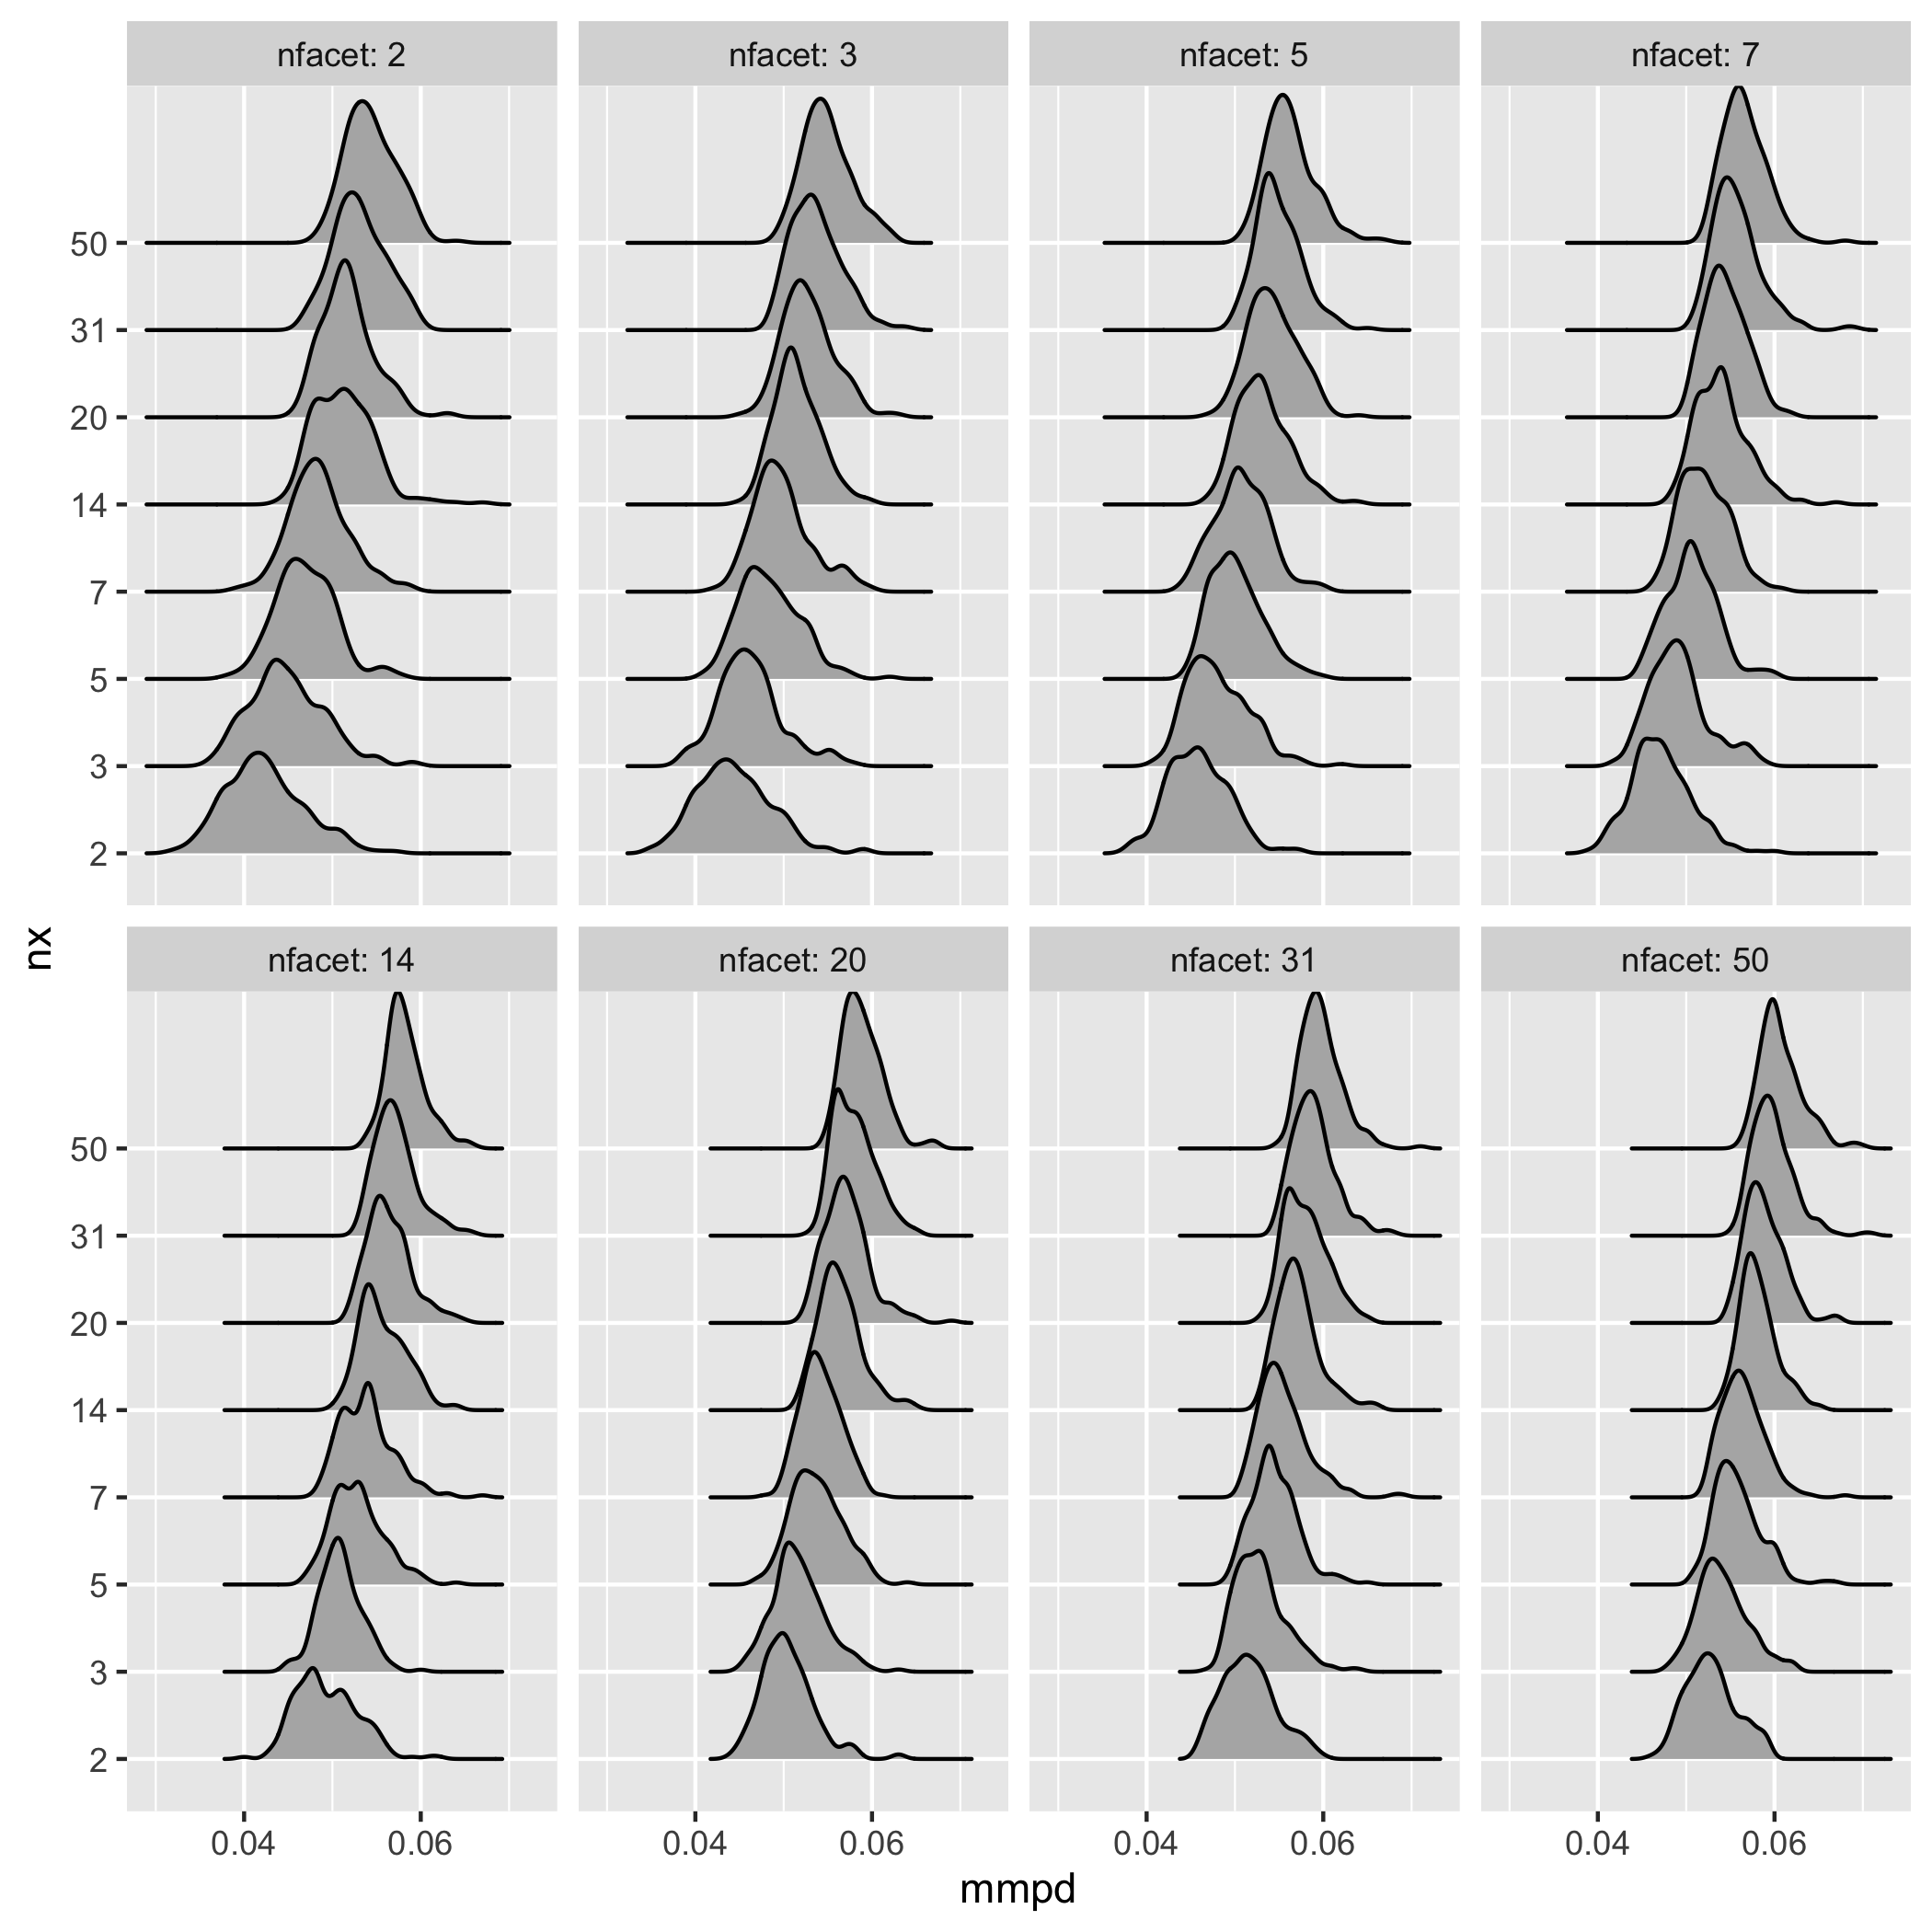 nfacet: 2
nfacet: 3
nfacet: 5
nfacet: 7
50
31
20
14
7
5
3
2
nx
nfacet: 14
nfacet: 20
nfacet: 31
nfacet: 50
50
31
20
14
7
5
3
2
0.04 0.06
0.04 0.06
0.04 0.06
0.04 0.06
mmpd